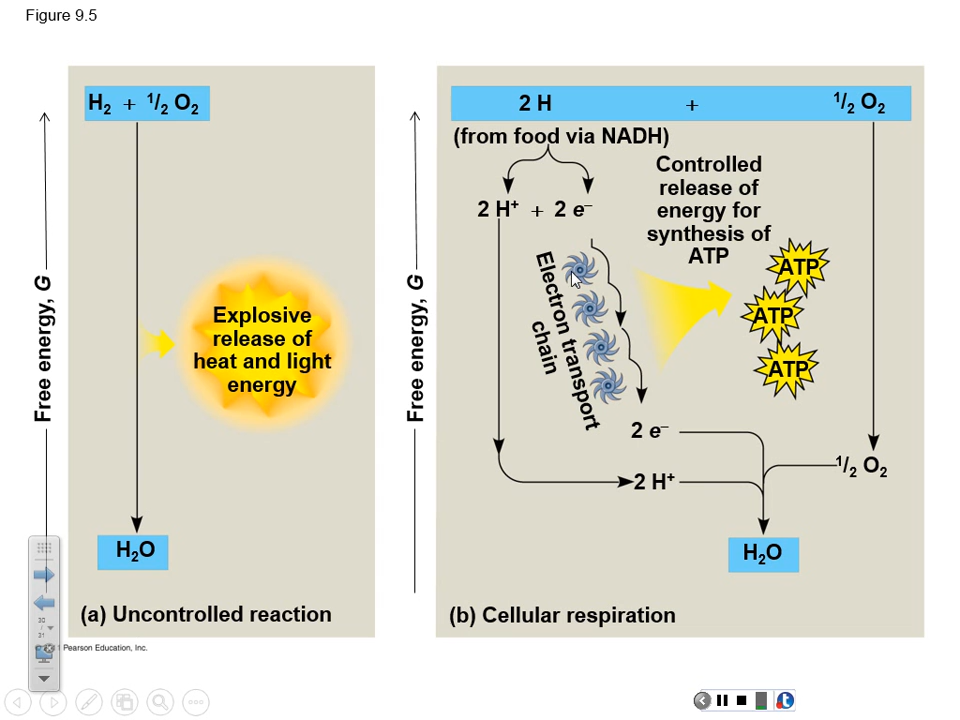 Figure 9.5
H₂ + ¹/₂ O₂
Free energy, G
Explosive
release of
heat and light
energy
H₂O
(a) Uncontrolled reaction
2 H + ¹/₂ O₂
(from food via NADH)
Free energy, G
2 H⁺ + 2 e⁻
Controlled
release of
energy for
synthesis of
ATP
Electron transport
chain
ATP
ATP
ATP
2 e⁻
¹/₂ O₂
2 H⁺
H₂O
(b) Cellular respiration
30
/
31
Pearson Education, Inc.